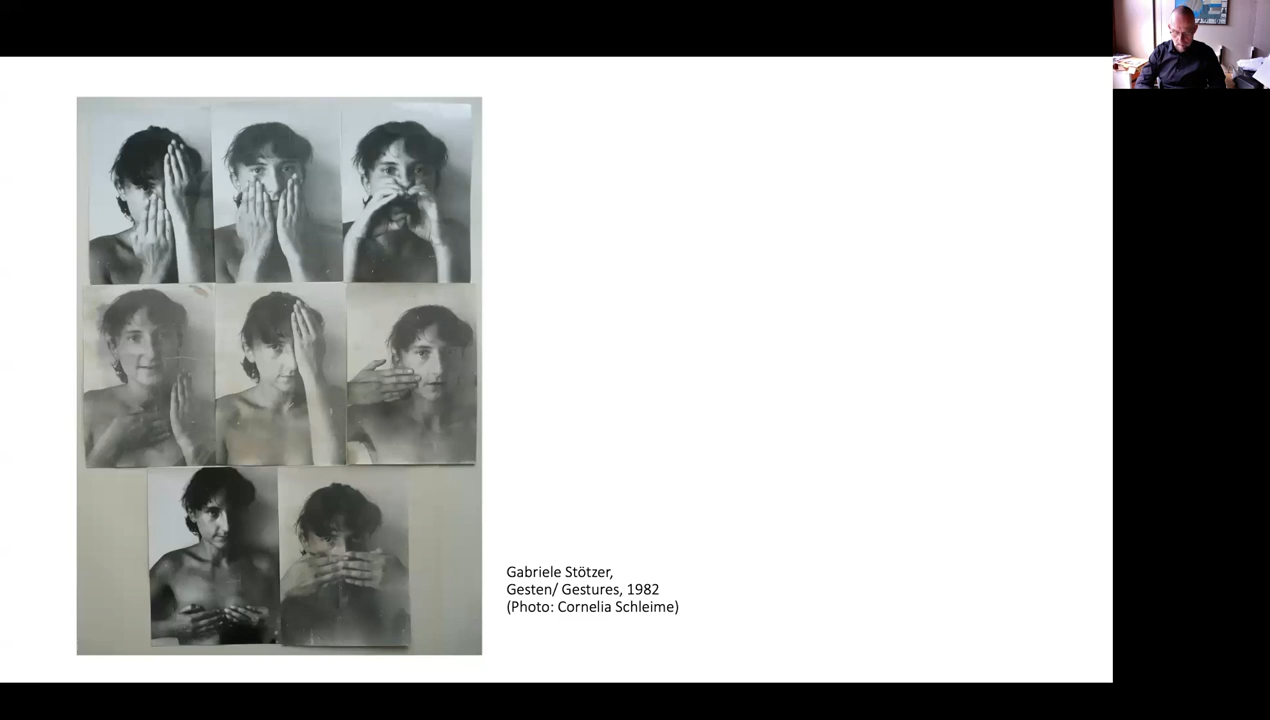 Gabriele Stötzer,
Gesten/ Gestures, 1982
(Photo: Cornelia Schleime)